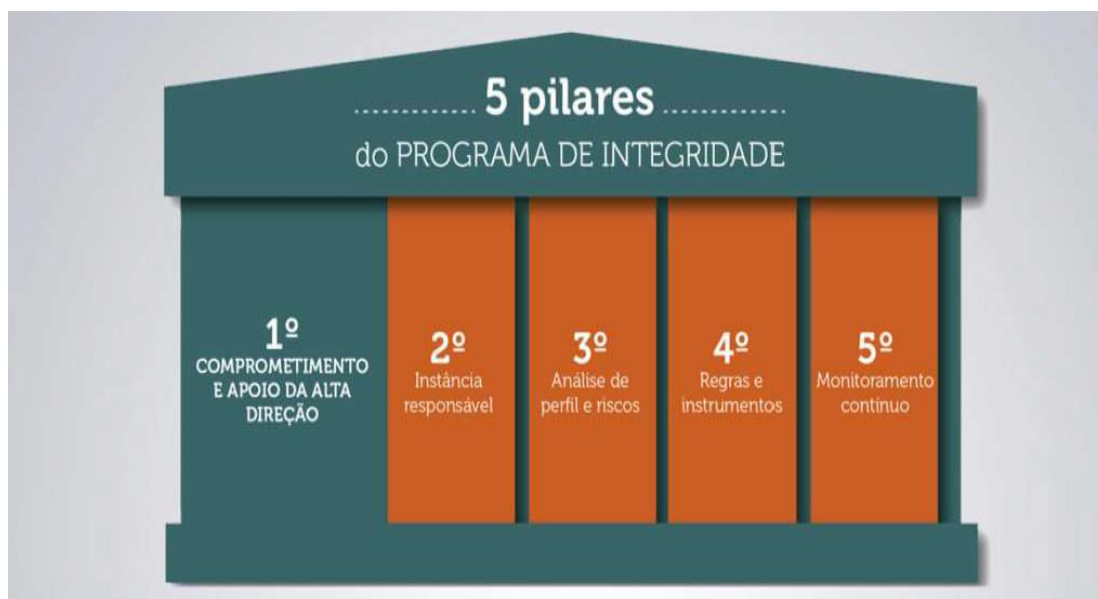 5 pilares
do PROGRAMA DE INTEGRIDADE
1º
COMPROMETIMENTO
E APOIO DA ALTA
DIREÇÃO
2º
Instância
responsável
3º
Análise de
perfil e riscos
4º
Regras e
instrumentos
5º
Monitoramento
contínuo